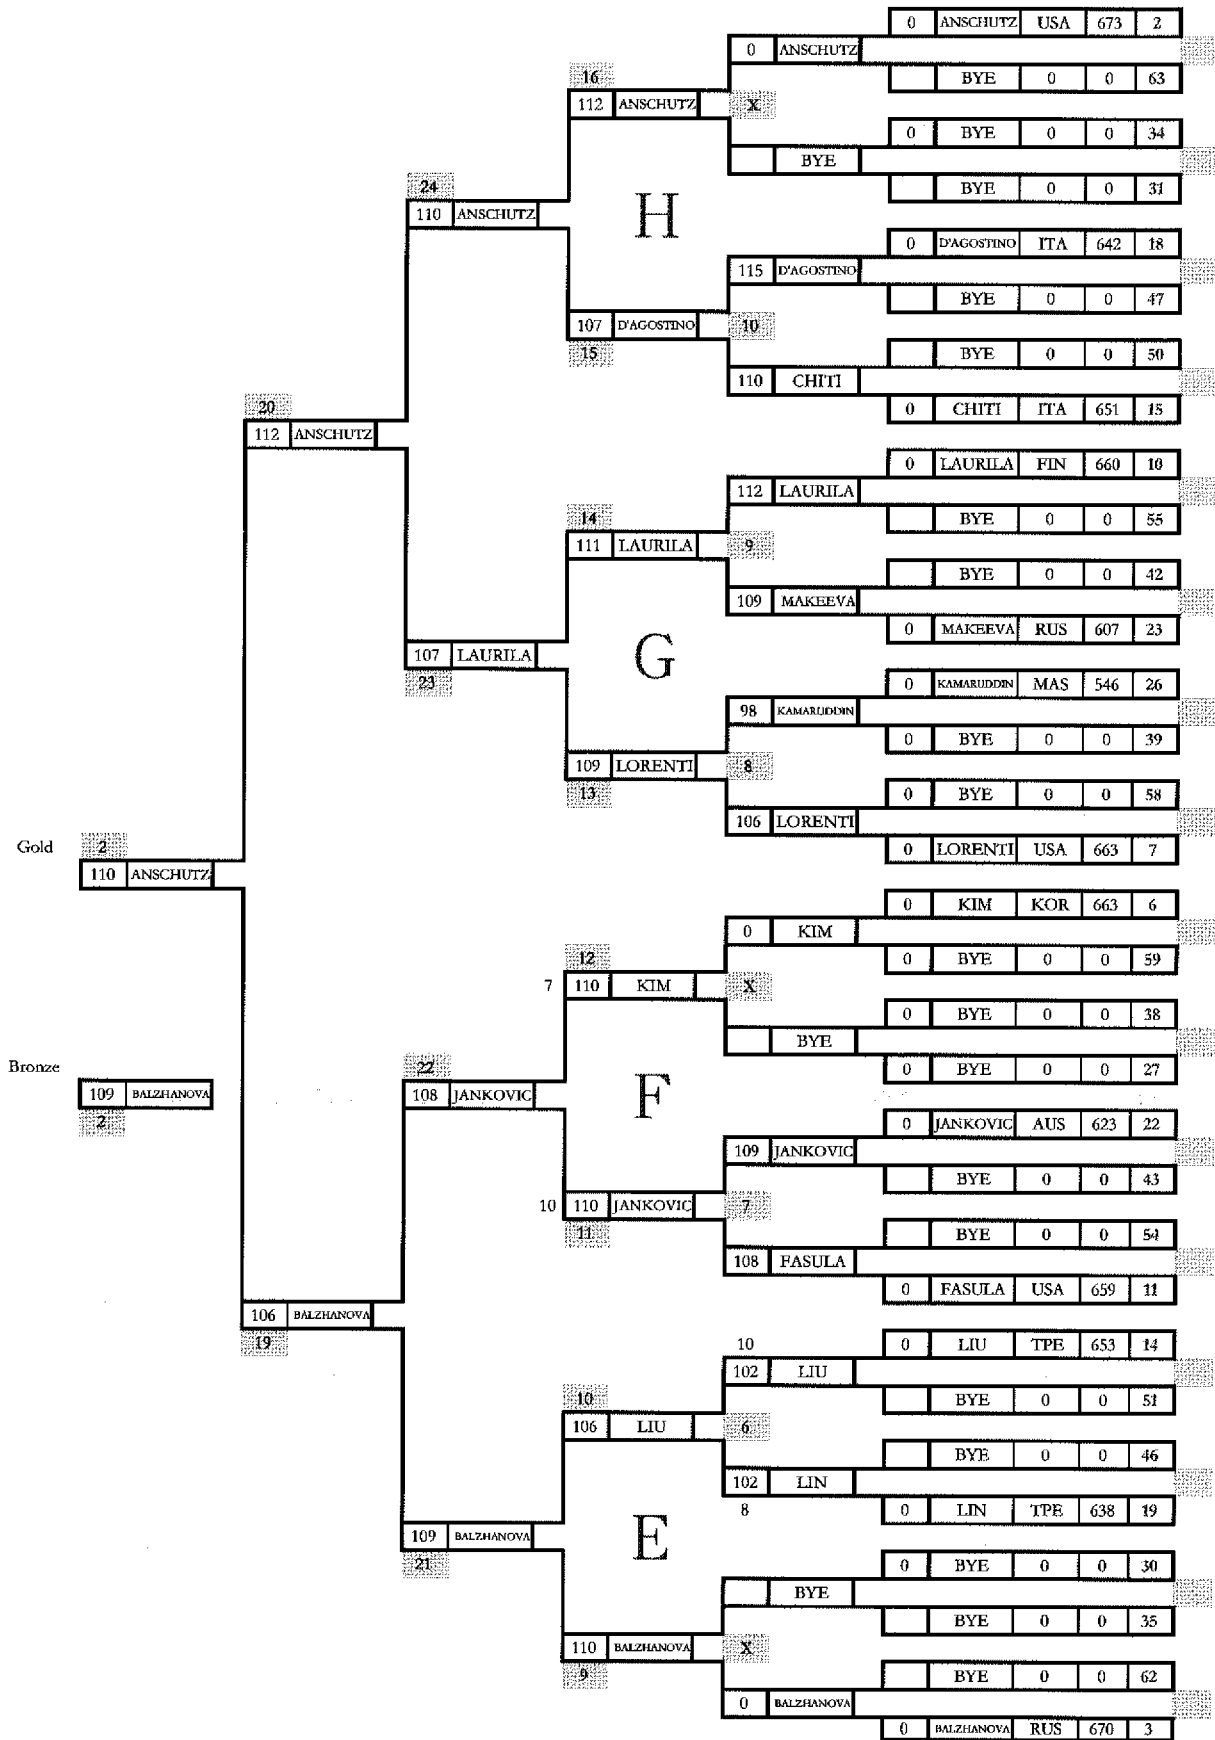 0 ANSCHUTZ USA 673 2
0 ANSCHUTZ
BYE 0 0 63
16
112 ANSCHUTZ X
0 BYE 0 0 34
BYE
BYE 0 0 31
24
110 ANSCHUTZ
H
0 D'AGOSTINO ITA 642 18
115 D'AGOSTINO
BYE 0 0 47
107 D'AGOSTINO 10
15
BYE 0 0 50
110 CHITI
0 CHITI ITA 651 15
20
112 ANSCHUTZ
0 LAURILA FIN 660 10
112 LAURILA
BYE 0 0 55
14
111 LAURILA 9
BYE 0 0 42
109 MAKEEVA
0 MAKEEVA RUS 607 23
107 LAURILA
23
G
0 KAMARUDDIN MAS 546 26
98 KAMARUDDIN
0 BYE 0 0 39
109 LORENTI 8
13
0 BYE 0 0 58
106 LORENTI
0 LORENTI USA 663 7
Gold
2
110 ANSCHUTZ
0 KIM KOR 663 6
0 KIM
0 BYE 0 0 59
12
7 110 KIM X
0 BYE 0 0 38
BYE
0 BYE 0 0 27
Bronze
109 BALZHANOVA
2
22
108 JANKOVIC
F
0 JANKOVIC AUS 623 22
109 JANKOVIC
BYE 0 0 43
10 110 JANKOVIC 7
11
BYE 0 0 54
108 FASULA
0 FASULA USA 659 11
106 BALZHANOVA
19
10
0 LIU TPE 653 14
102 LIU
BYE 0 0 51
10
106 LIU 6
BYE 0 0 46
102 LIN
8
0 LIN TPE 638 19
109 BALZHANOVA
21
E
0 BYE 0 0 30
BYE
BYE 0 0 35
110 BALZHANOVA X
9
BYE 0 0 62
0 BALZHANOVA
0 BALZHANOVA RUS 670 3